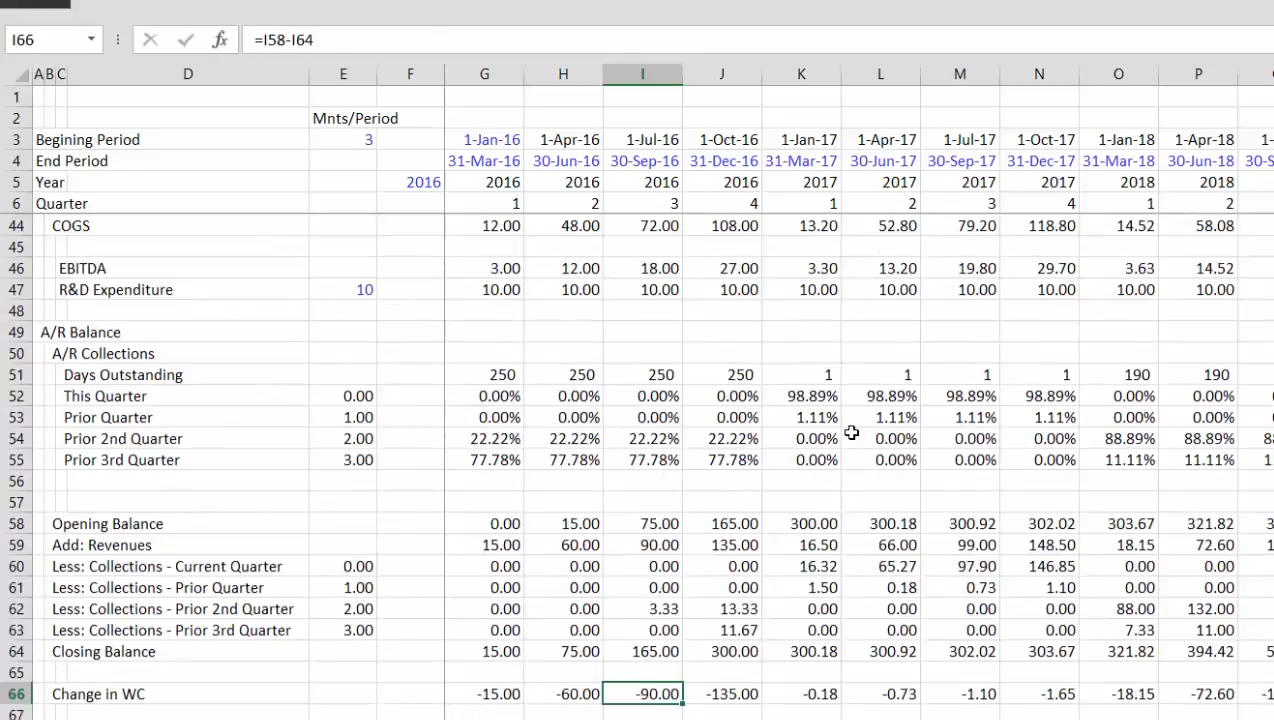 I66 =I58-I64
A B C D E F G H I J K L M N O P
1
2 Mnts/Period
3 Begining Period 3 1-Jan-16 1-Apr-16 1-Jul-16 1-Oct-16 1-Jan-17 1-Apr-17 1-Jul-17 1-Oct-17 1-Jan-18 1-Apr-18 1-
4 End Period 31-Mar-16 30-Jun-16 30-Sep-16 31-Dec-16 31-Mar-17 30-Jun-17 30-Sep-17 31-Dec-17 31-Mar-18 30-Jun-18 30-S
5 Year 2016 2016 2016 2016 2016 2017 2017 2017 2017 2018 2018
6 Quarter 1 2 3 4 1 2 3 4 1 2
44 COGS 12.00 48.00 72.00 108.00 13.20 52.80 79.20 118.80 14.52 58.08
45
46 EBITDA 3.00 12.00 18.00 27.00 3.30 13.20 19.80 29.70 3.63 14.52
47 R&D Expenditure 10 10.00 10.00 10.00 10.00 10.00 10.00 10.00 10.00 10.00 10.00
48
49 A/R Balance
50 A/R Collections
51 Days Outstanding 250 250 250 250 1 1 1 1 190 190
52 This Quarter 0.00 0.00% 0.00% 0.00% 0.00% 98.89% 98.89% 98.89% 98.89% 0.00% 0.00%
53 Prior Quarter 1.00 0.00% 0.00% 0.00% 0.00% 1.11% 1.11% 1.11% 1.11% 0.00% 0.00%
54 Prior 2nd Quarter 2.00 22.22% 22.22% 22.22% 22.22% 0.00% 0.00% 0.00% 0.00% 88.89% 88.89% 88
55 Prior 3rd Quarter 3.00 77.78% 77.78% 77.78% 77.78% 0.00% 0.00% 0.00% 0.00% 11.11% 11.11% 1
56
57
58 Opening Balance 0.00 15.00 75.00 165.00 300.00 300.18 300.92 302.02 303.67 321.82 3
59 Add: Revenues 15.00 60.00 90.00 135.00 16.50 66.00 99.00 148.50 18.15 72.60 1
60 Less: Collections - Current Quarter 0.00 0.00 0.00 0.00 0.00 16.32 65.27 97.90 146.85 0.00 0.00
61 Less: Collections - Prior Quarter 1.00 0.00 0.00 0.00 0.00 1.50 0.18 0.73 1.10 0.00 0.00
62 Less: Collections - Prior 2nd Quarter 2.00 0.00 0.00 3.33 13.33 0.00 0.00 0.00 0.00 88.00 132.00
63 Less: Collections - Prior 3rd Quarter 3.00 0.00 0.00 0.00 11.67 0.00 0.00 0.00 0.00 7.33 11.00
64 Closing Balance 15.00 75.00 165.00 300.00 300.18 300.92 302.02 303.67 321.82 394.42 5
65
66 Change in WC -15.00 -60.00 -90.00 -135.00 -0.18 -0.73 -1.10 -1.65 -18.15 -72.60 -1
67